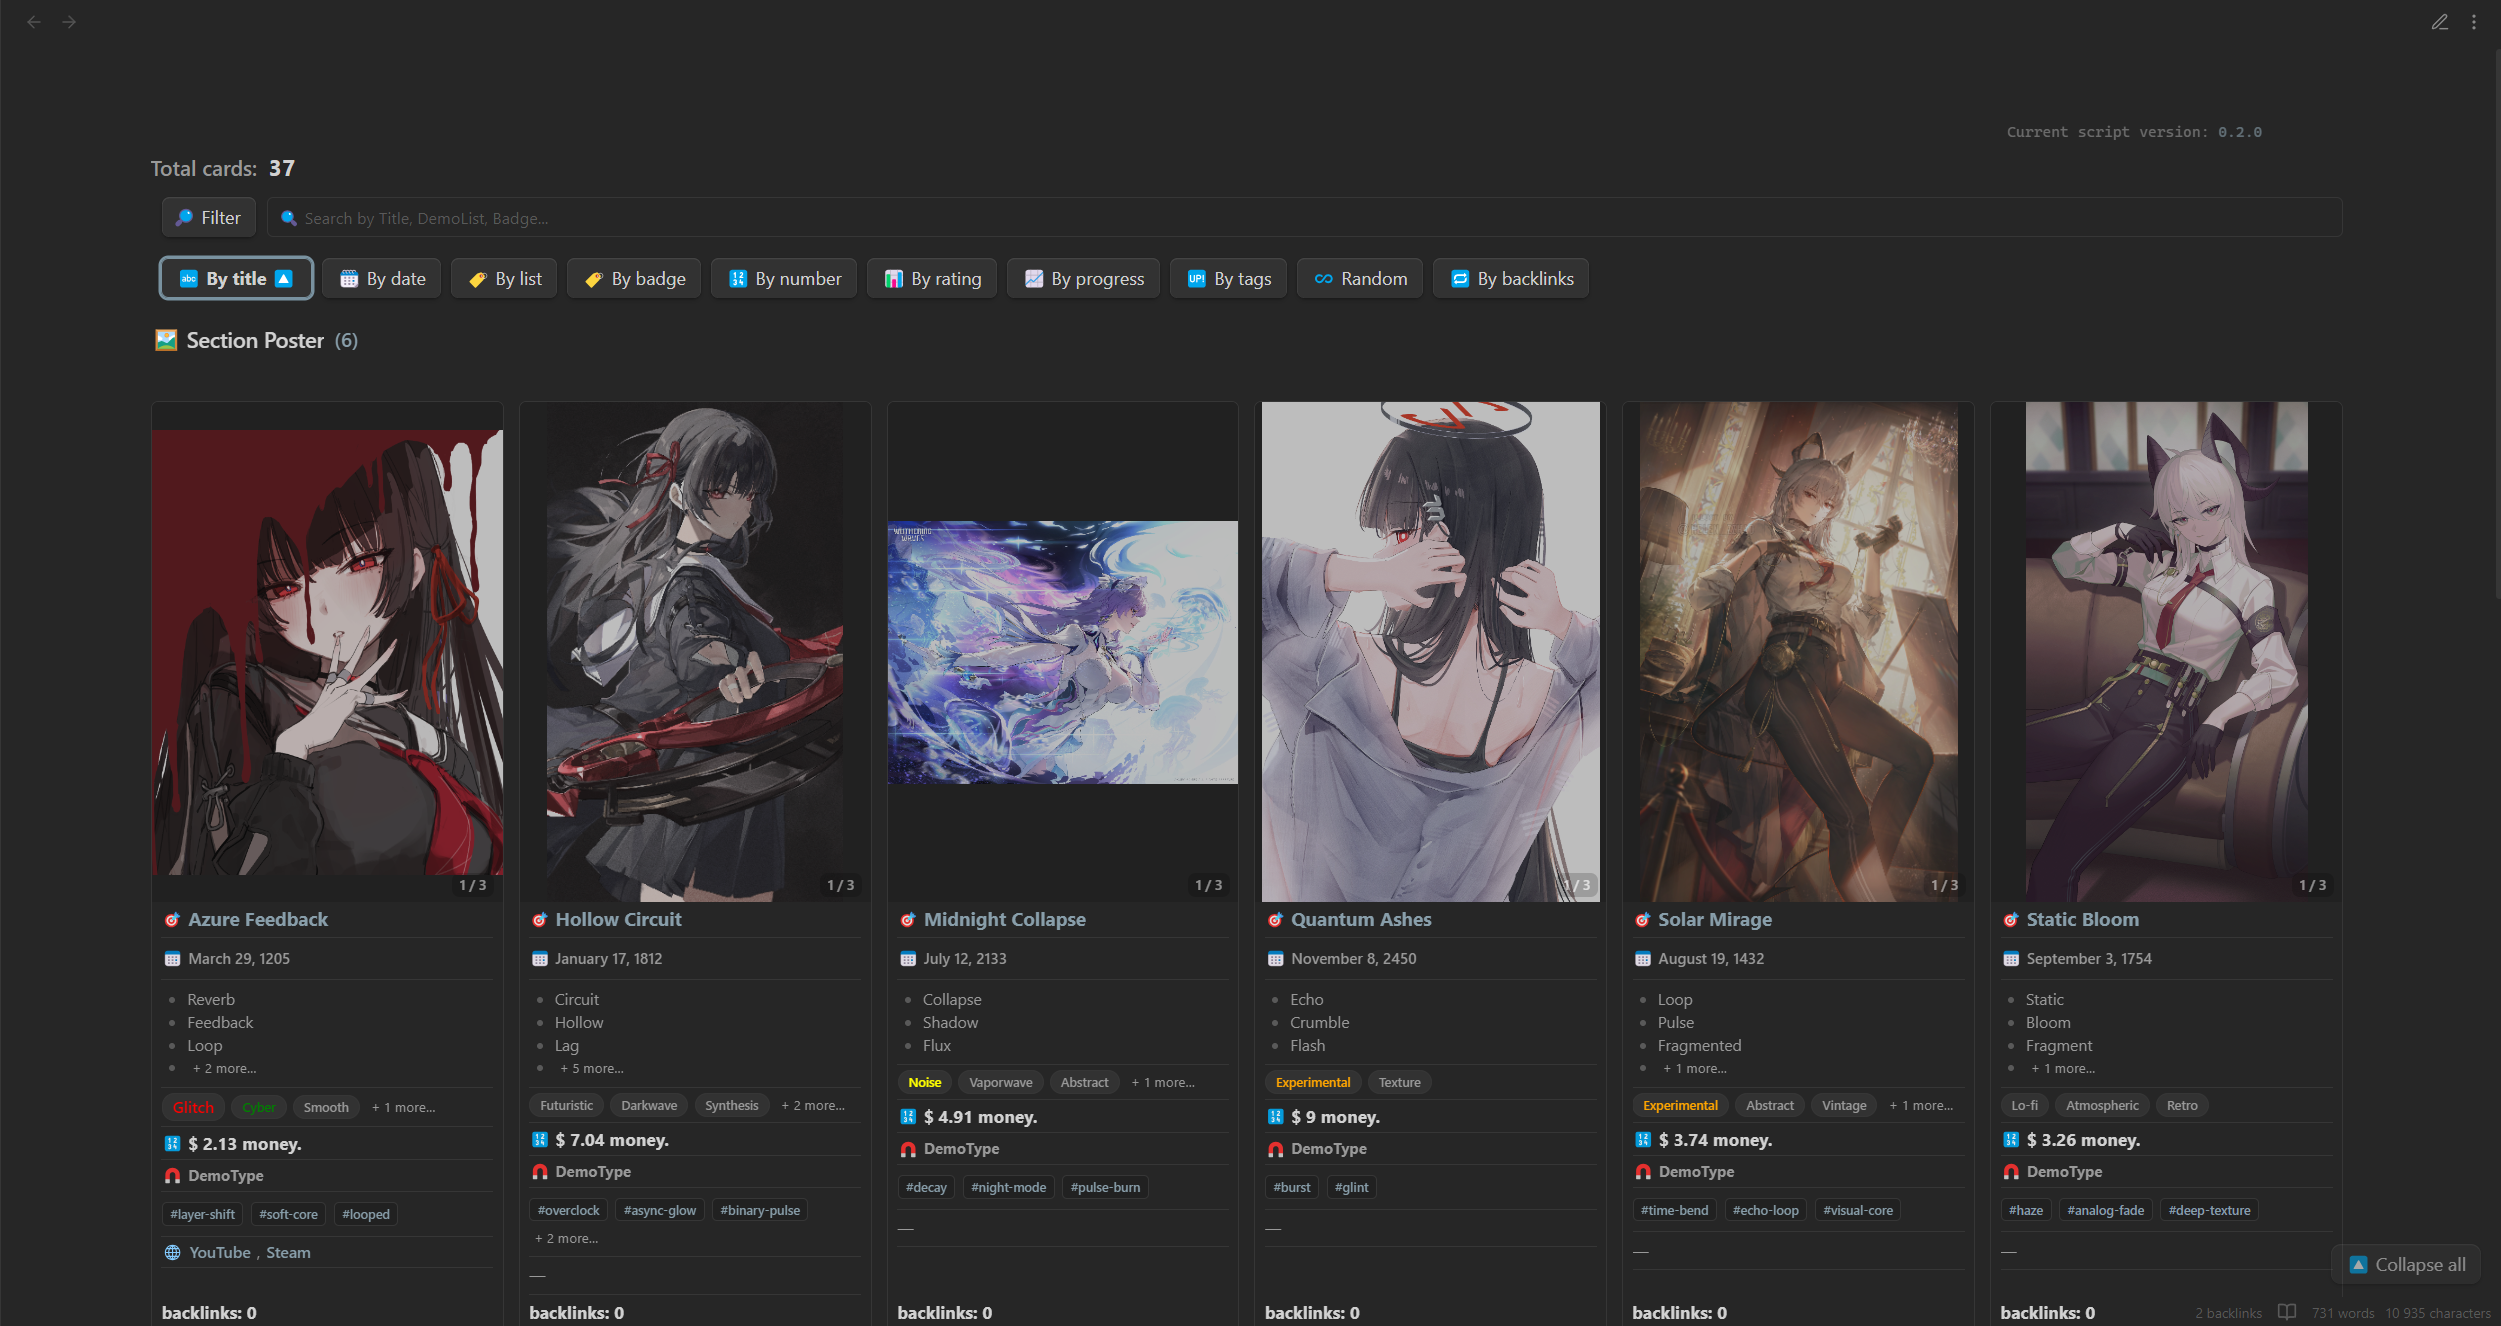 Current script version: 0.2.0
Total cards: 37
Filter
Search by Title, DemoList, Badge...
By title
By date
By list
By badge
By number
By rating
By progress
By tags
Random
By backlinks
Section Poster (6)
WUTHERING WAVES
1 / 3
1 / 3
1 / 3
1 / 3
1 / 3
1 / 3
Azure Feedback
March 29, 1205
Reverb
Feedback
Loop
+ 2 more...
Glitch Cyber Smooth + 1 more...
$ 2.13 money.
DemoType
#layer-shift #soft-core #looped
YouTube , Steam
backlinks: 0
Hollow Circuit
January 17, 1812
Circuit
Hollow
Lag
+ 5 more...
Futuristic Darkwave Synthesis + 2 more...
$ 7.04 money.
DemoType
#overclock #async-glow #binary-pulse
+ 2 more...
—
backlinks: 0
Midnight Collapse
July 12, 2133
Collapse
Shadow
Flux
Noise Vaporwave Abstract + 1 more...
$ 4.91 money.
DemoType
#decay #night-mode #pulse-burn
—
backlinks: 0
Quantum Ashes
November 8, 2450
Echo
Crumble
Flash
Experimental Texture
$ 9 money.
DemoType
#burst #glint
—
backlinks: 0
Solar Mirage
August 19, 1432
Loop
Pulse
Fragmented
+ 1 more...
Experimental Abstract Vintage + 1 more...
$ 3.74 money.
DemoType
#time-bend #echo-loop #visual-core
—
backlinks: 0
Static Bloom
September 3, 1754
Static
Bloom
Fragment
+ 1 more...
Lo-fi Atmospheric Retro
$ 3.26 money.
DemoType
#haze #analog-fade #deep-texture
—
backlinks: 0
Collapse all
2 backlinks 731 words 10 935 characters